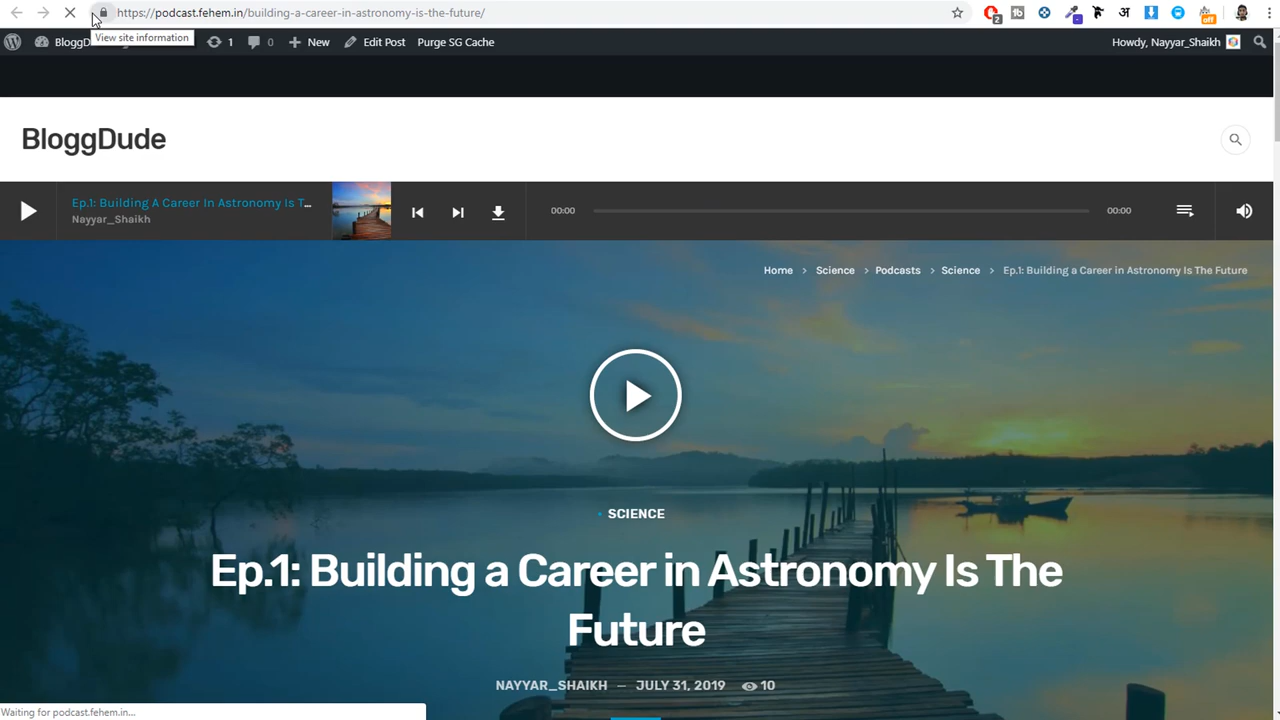 https://podcast.fehem.in/building-a-career-in-astronomy-is-the-future/
2
off
View site information
1
0
New
Edit Post
Purge SG Cache
Howdy, Nayyar_Shaikh
BloggDude
Ep.1: Building A Career In Astronomy Is T...
Nayyar_Shaikh
00:00
00:00
Home > Science > Podcasts > Science > Ep.1: Building a Career in Astronomy Is The Future
SCIENCE
Ep.1: Building a Career in Astronomy Is The
Future
NAYYAR_SHAIKH — JULY 31, 2019 10
Waiting for podcast.fehem.in...